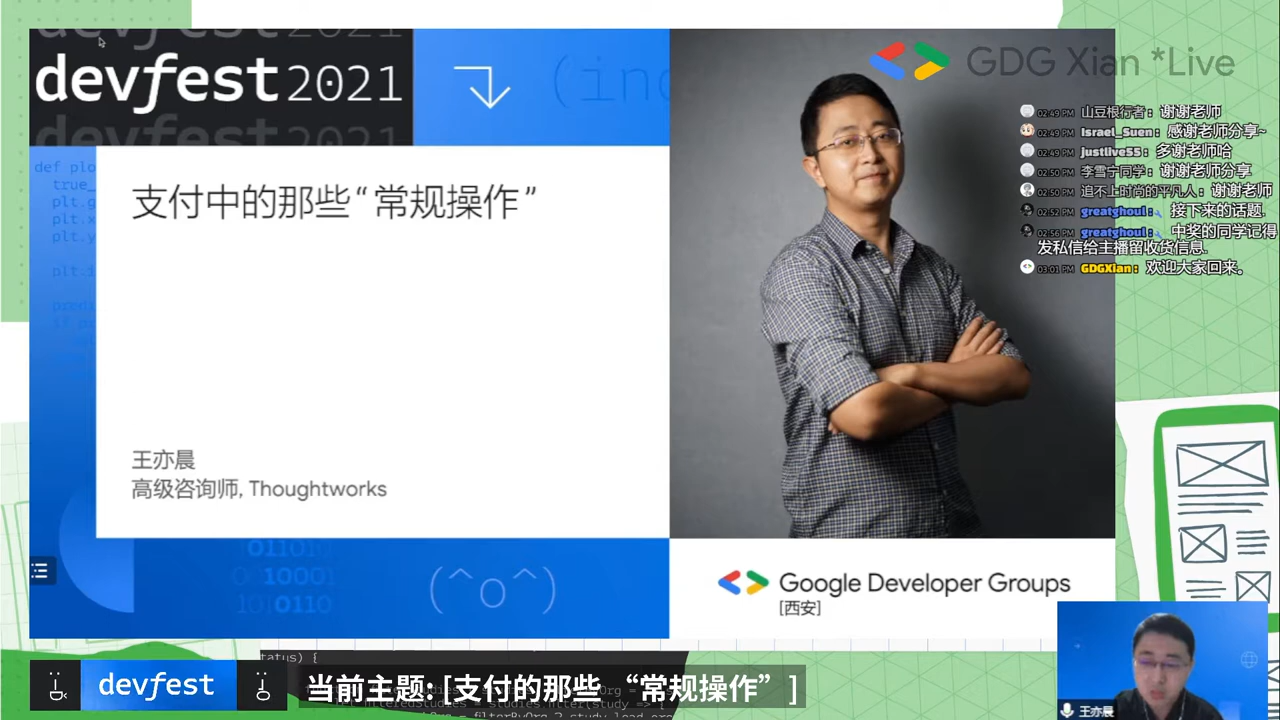 devfest 2021
GDG Xian *Live
02:49 PM 山豆根行者： 谢谢老师
02:49 PM Israel_Suen： 感谢老师分享~
02:49 PM justlive55： 多谢老师哈
02:50 PM 李雪宁同学： 谢谢老师分享
02:50 PM 追不上时尚的平凡人： 谢谢老师
02:52 PM greatghoul： 接下来的话题
02:56 PM greatghoul： 中奖的同学记得
发私信给主播留收货信息.
03:01 PM GDGXian： 欢迎大家回来。
支付中的那些“常规操作”
王亦晨
高级咨询师, Thoughtworks
(^o^)
Google Developer Groups
[西安]
devfest
当前主题: [支付的那些 “常规操作” ]
王亦晨